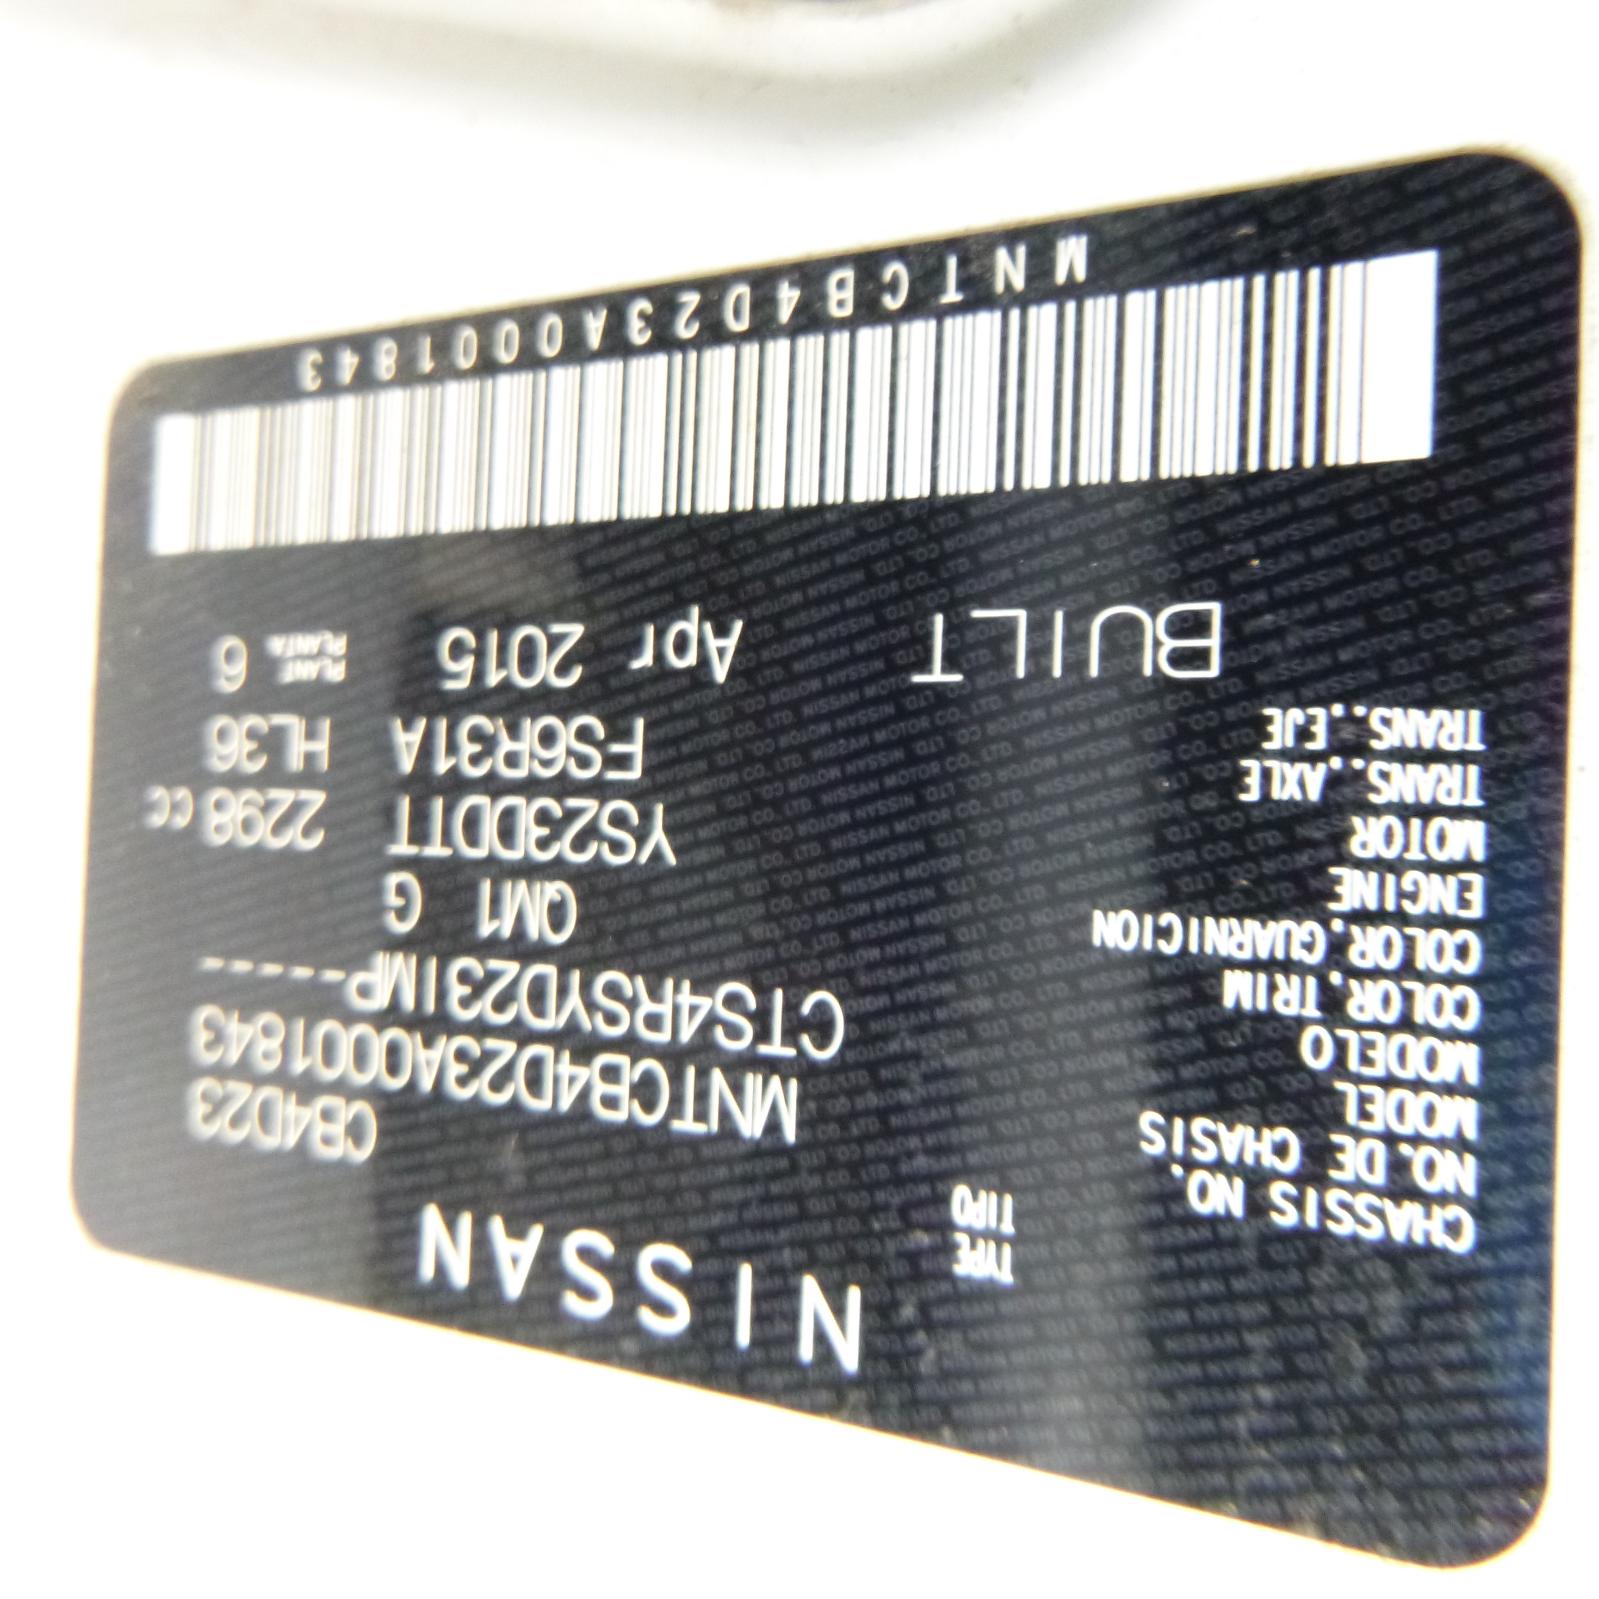 NISSAN
TYPE
TIPO
CB4D23
CHASSIS NO.
NO. DE CHASIS
MNTCB4D23A0001843
MODEL
MODELO
CTS4RSYD23IMP-----
COLOR, TRIM
COLOR, GUARNICION
QM1 G
ENGINE
MOTOR
YS23DDTT 2298 CC
TRANS., AXLE
TRANS., EJE
FS6R31A HL36
BUILT Apr 2015
PLANT.
PLANTA.
6
MNTCB4D23A0001843